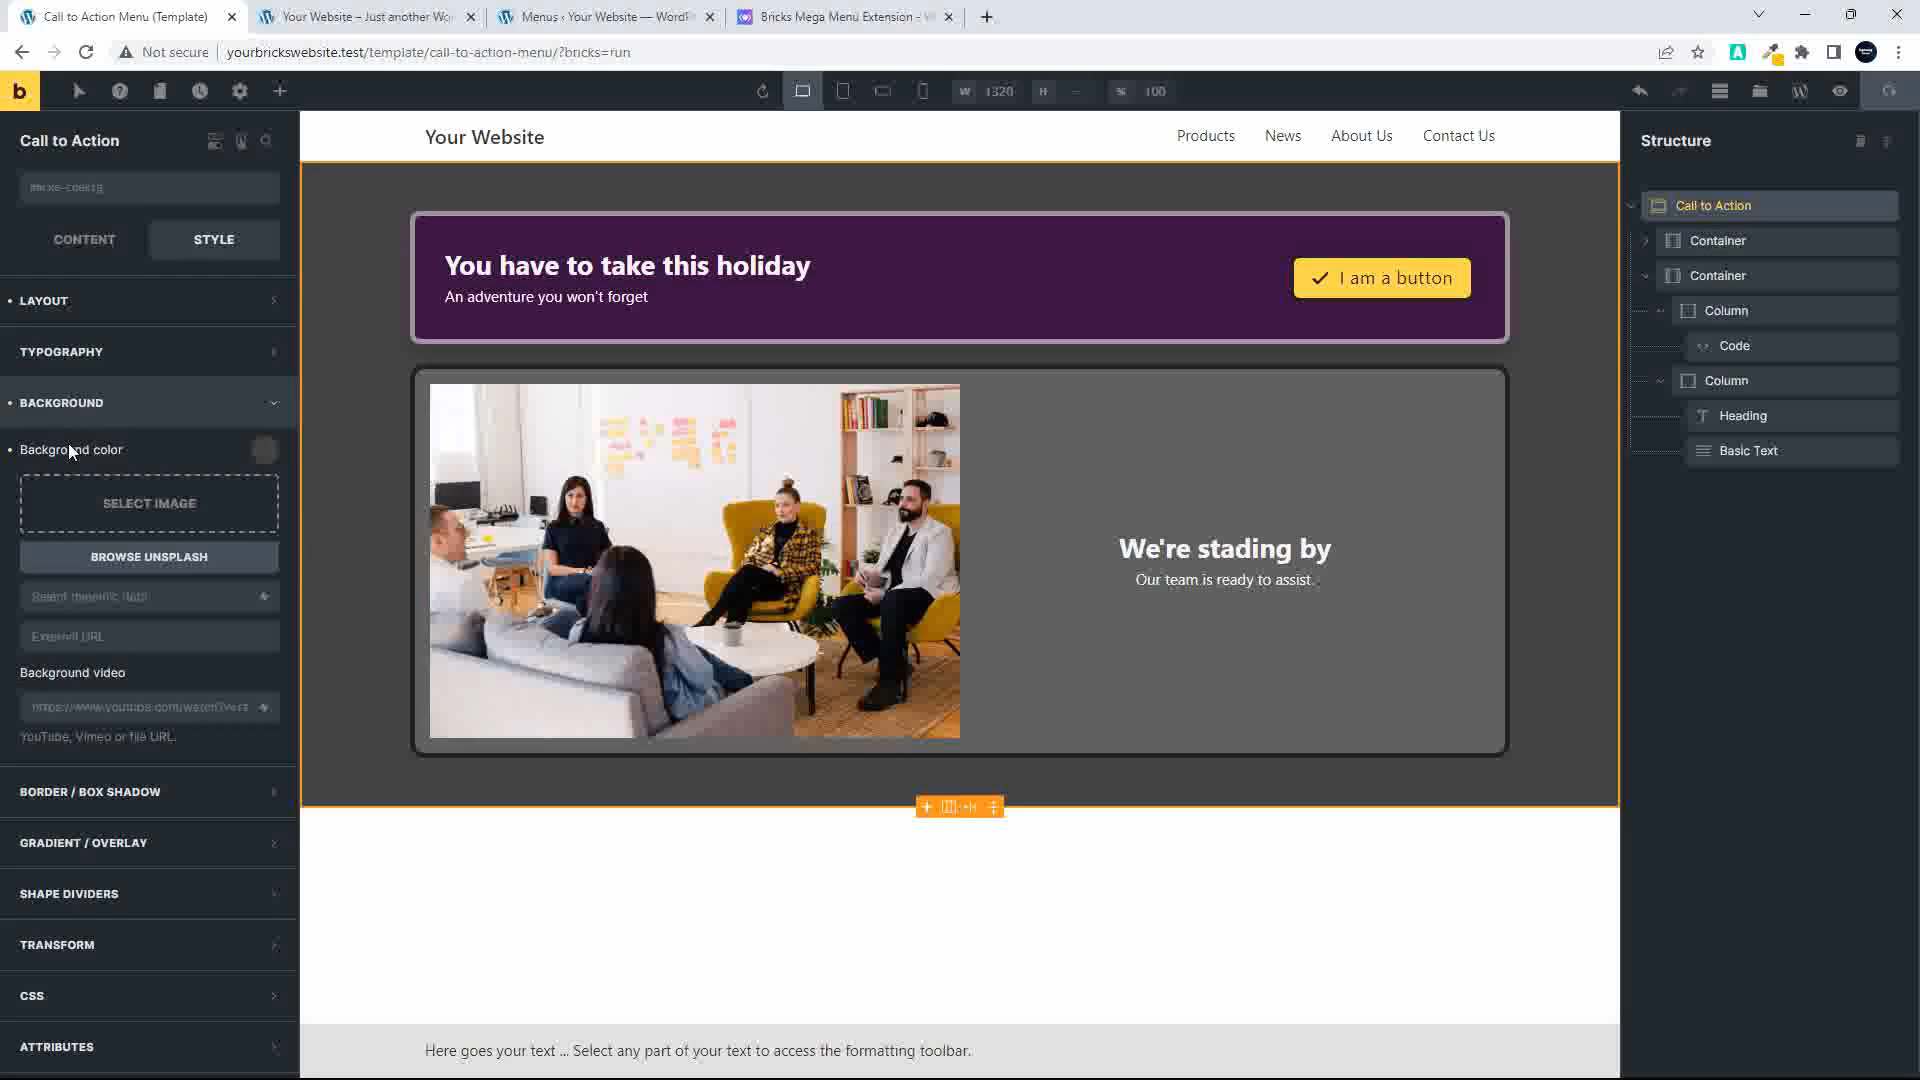 Call to Action Menu (Template)
Your Website – Just another Wo
Menus ‹ Your Website — WordP
Bricks Mega Menu Extension -
Not secure
yourbrickswebsite.test/template/call-to-action-menu/?bricks=run
b
W 1320 H – % 100
Call to Action
CONTENT
STYLE
LAYOUT
TYPOGRAPHY
BACKGROUND
Background color
SELECT IMAGE
BROWSE UNSPLASH
Select dynamic data
External URL
Background video
YouTube, Vimeo or file URL.
BORDER / BOX SHADOW
GRADIENT / OVERLAY
SHAPE DIVIDERS
TRANSFORM
CSS
ATTRIBUTES
Your Website
Products
News
About Us
Contact Us
You have to take this holiday
An adventure you won't forget
I am a button
We're stading by
Our team is ready to assist.
Here goes your text ... Select any part of your text to access the formatting toolbar.
Structure
Call to Action
Container
Container
Column
Code
Column
Heading
Basic Text